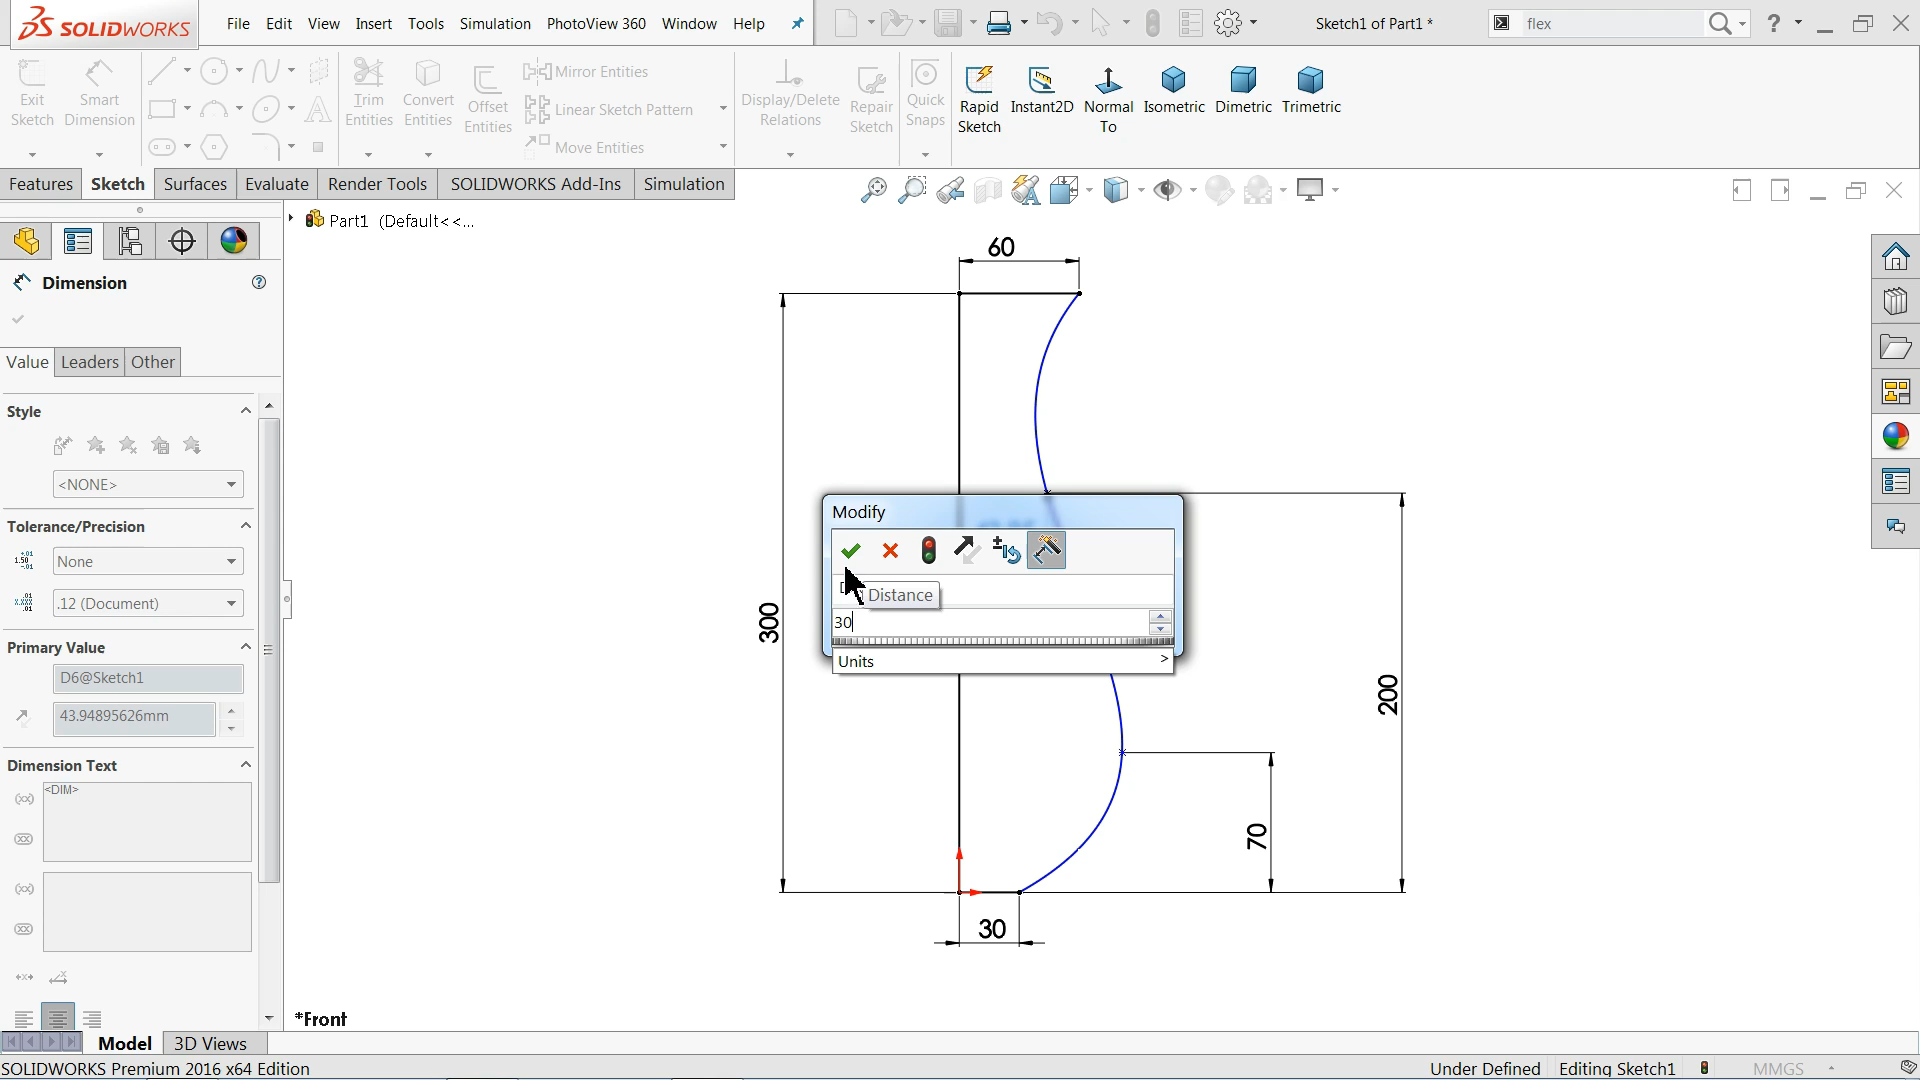 SOLIDWORKS File Edit View Insert Tools Simulation PhotoView 360 Window Help Sketch1 of Part1 * flex ?
Exit Sketch
Smart Dimension
Trim Entities
Convert Entities
Offset Entities
Mirror Entities
Linear Sketch Pattern
Move Entities
Display/Delete Relations
Repair Sketch
Quick Snaps
Rapid Sketch
Instant2D
Normal To
Isometric
Dimetric
Trimetric
Features Sketch Surfaces Evaluate Render Tools SOLIDWORKS Add-Ins Simulation
Part1 (Default<<...
Dimension
Value Leaders Other
Style
<NONE>
Tolerance/Precision
None
.12 (Document)
Primary Value
D6@Sketch1
43.94895626mm
Dimension Text
<DIM>
60
300
Modify
Distance
30
Units >
200
70
30
*Front
Model 3D Views
SOLIDWORKS Premium 2016 x64 Edition Under Defined Editing Sketch1 MMGS